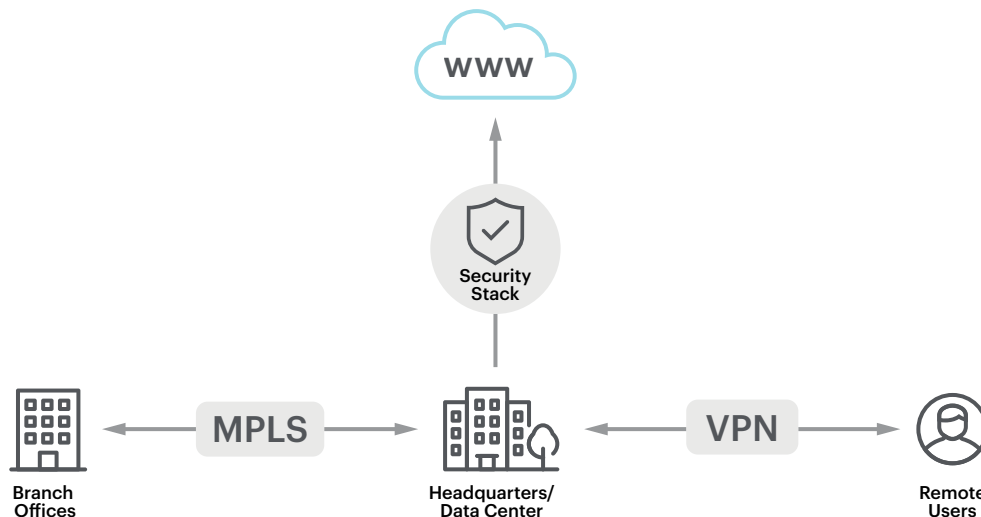 www
Security
Stack
MPLS
VPN
Branch
Offices
Headquarters/
Data Center
Remote
Users